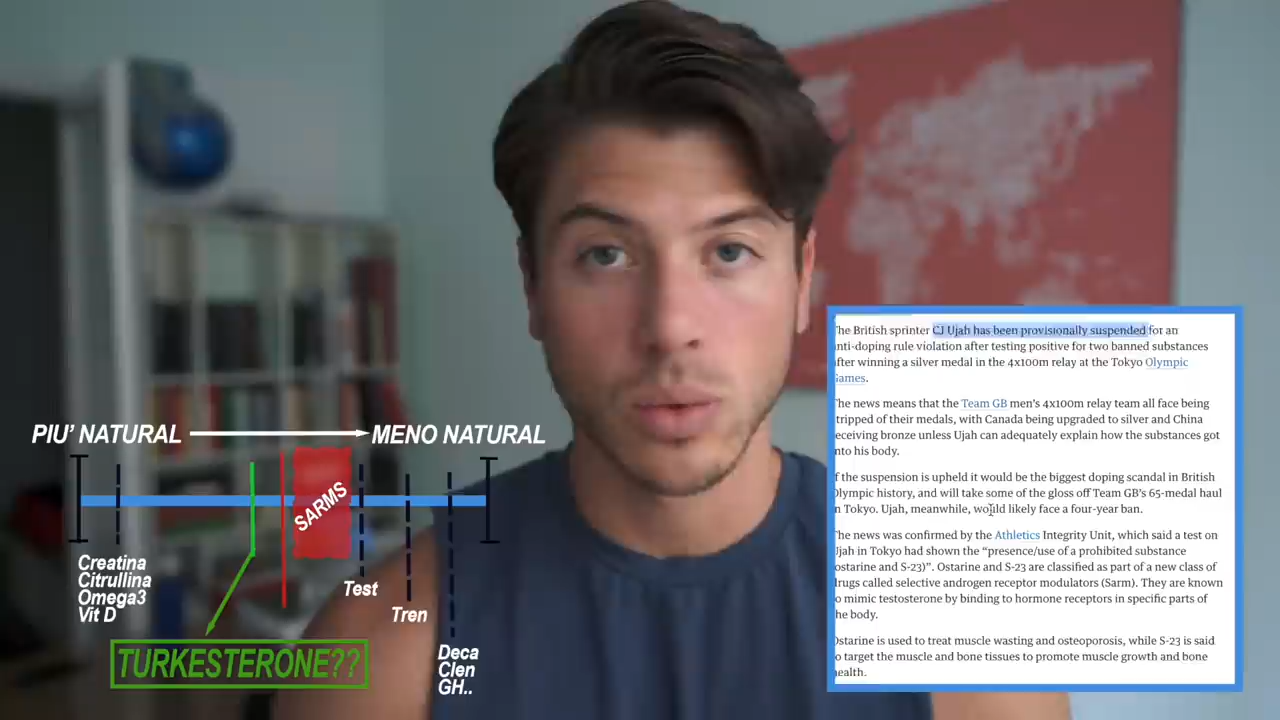 PIU' NATURAL
MENO NATURAL
SARMS
Creatina
Citrullina
Omega3
Vit D
Test
Tren
Deca
Clen
GH..
TURKESTERONE??
The British sprinter CJ Ujah has been provisionally suspended for an
nti-doping rule violation after testing positive for two banned substances
fter winning a silver medal in the 4x100m relay at the Tokyo Olympic
Games.
The news means that the Team GB men's 4x100m relay team all face being
tripped of their medals, with Canada being upgraded to silver and China
eceiving bronze unless Ujah can adequately explain how the substances got
nto his body.
f the suspension is upheld it would be the biggest doping scandal in British
Olympic history, and will take some of the gloss off Team GB's 65-medal haul
n Tokyo. Ujah, meanwhile, would likely face a four-year ban.
The news was confirmed by the Athletics Integrity Unit, which said a test on
Ujah in Tokyo had shown the “presence/use of a prohibited substance
ostarine and S-23)”. Ostarine and S-23 are classified as part of a new class of
drugs called selective androgen receptor modulators (Sarm). They are known
o mimic testosterone by binding to hormone receptors in specific parts of
he body.
Ostarine is used to treat muscle wasting and osteoporosis, while S-23 is said
o target the muscle and bone tissues to promote muscle growth and bone
health.